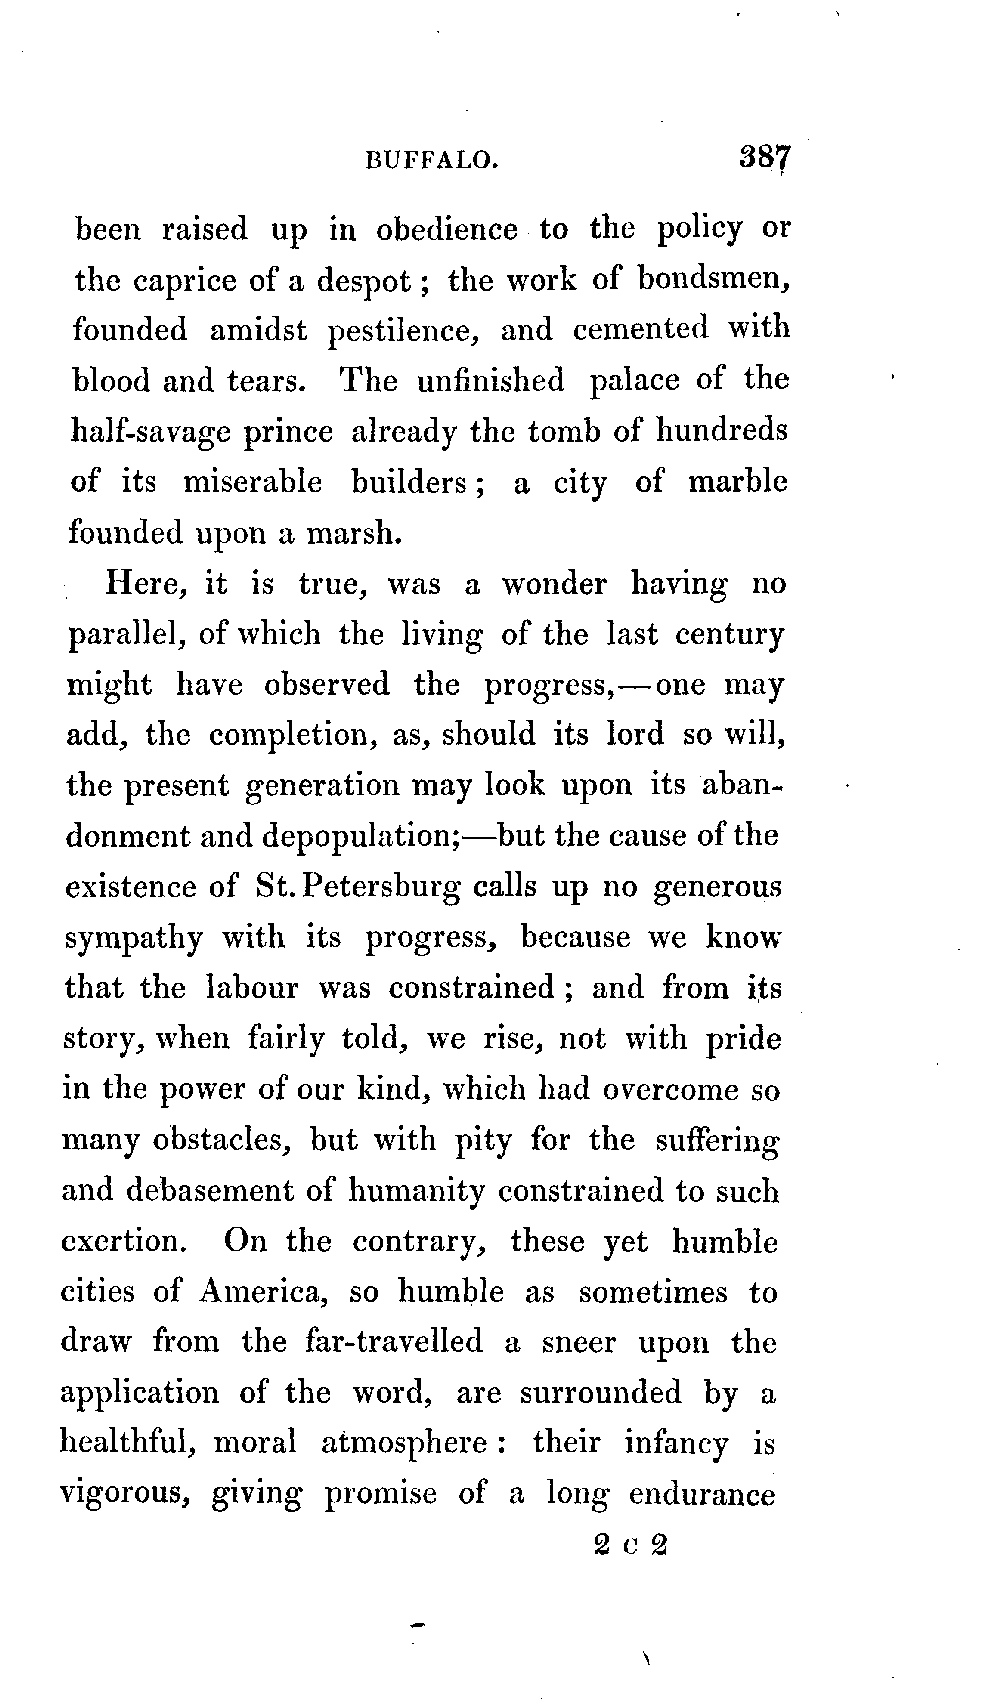 BUFFALO. 387
been raised up in obedience to the policy or
the caprice of a despot ; the work of bondsmen,
founded amidst pestilence, and cemented with
blood and tears. The unfinished palace of the
half-savage prince already the tomb of hundreds
of its miserable builders ; a city of marble
founded upon a marsh.
Here, it is true, was a wonder having no
parallel, of which the living of the last century
might have observed the progress,—one may
add, the completion, as, should its lord so will,
the present generation may look upon its aban-
donment and depopulation;—but the cause of the
existence of St. Petersburg calls up no generous
sympathy with its progress, because we know
that the labour was constrained ; and from its
story, when fairly told, we rise, not with pride
in the power of our kind, which had overcome so
many obstacles, but with pity for the suffering
and debasement of humanity constrained to such
exertion. On the contrary, these yet humble
cities of America, so humble as sometimes to
draw from the far-travelled a sneer upon the
application of the word, are surrounded by a
healthful, moral atmosphere : their infancy is
vigorous, giving promise of a long endurance
2 C 2